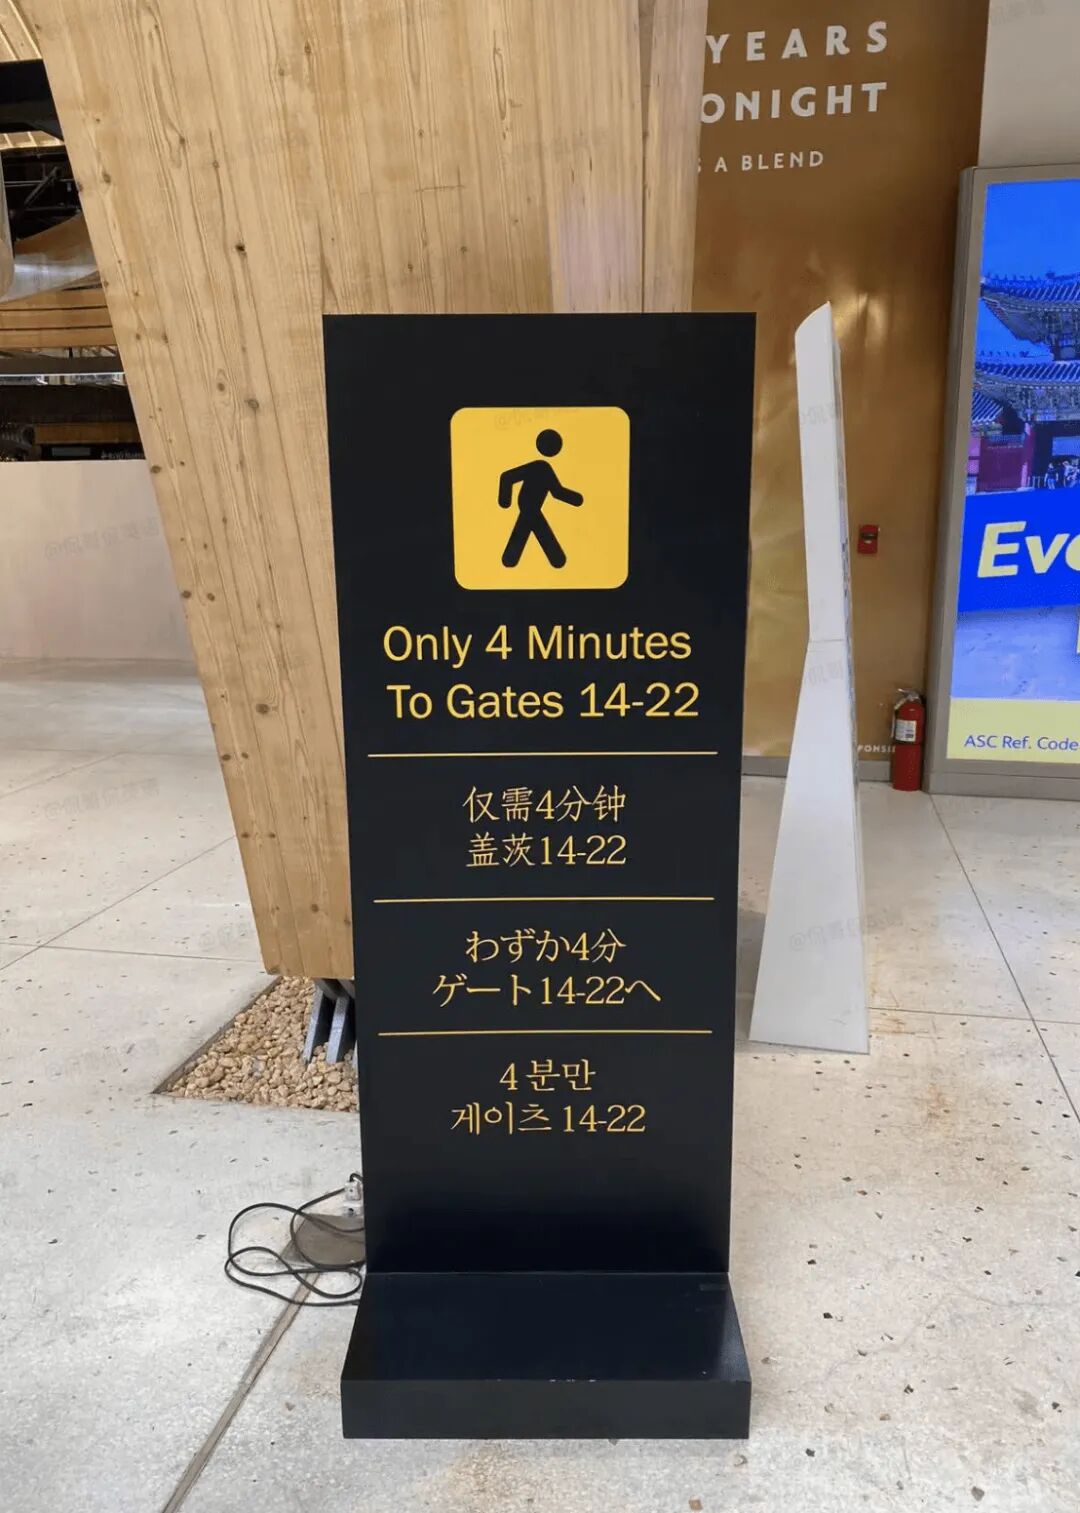 YEARS
ONIGHT
S A BLEND
Only 4 Minutes
To Gates 14-22
仅需4分钟
盖茨14-22
わずか4分
ゲート14-22へ
4 분만
게이츠 14-22
Eve
ASC Ref. Code